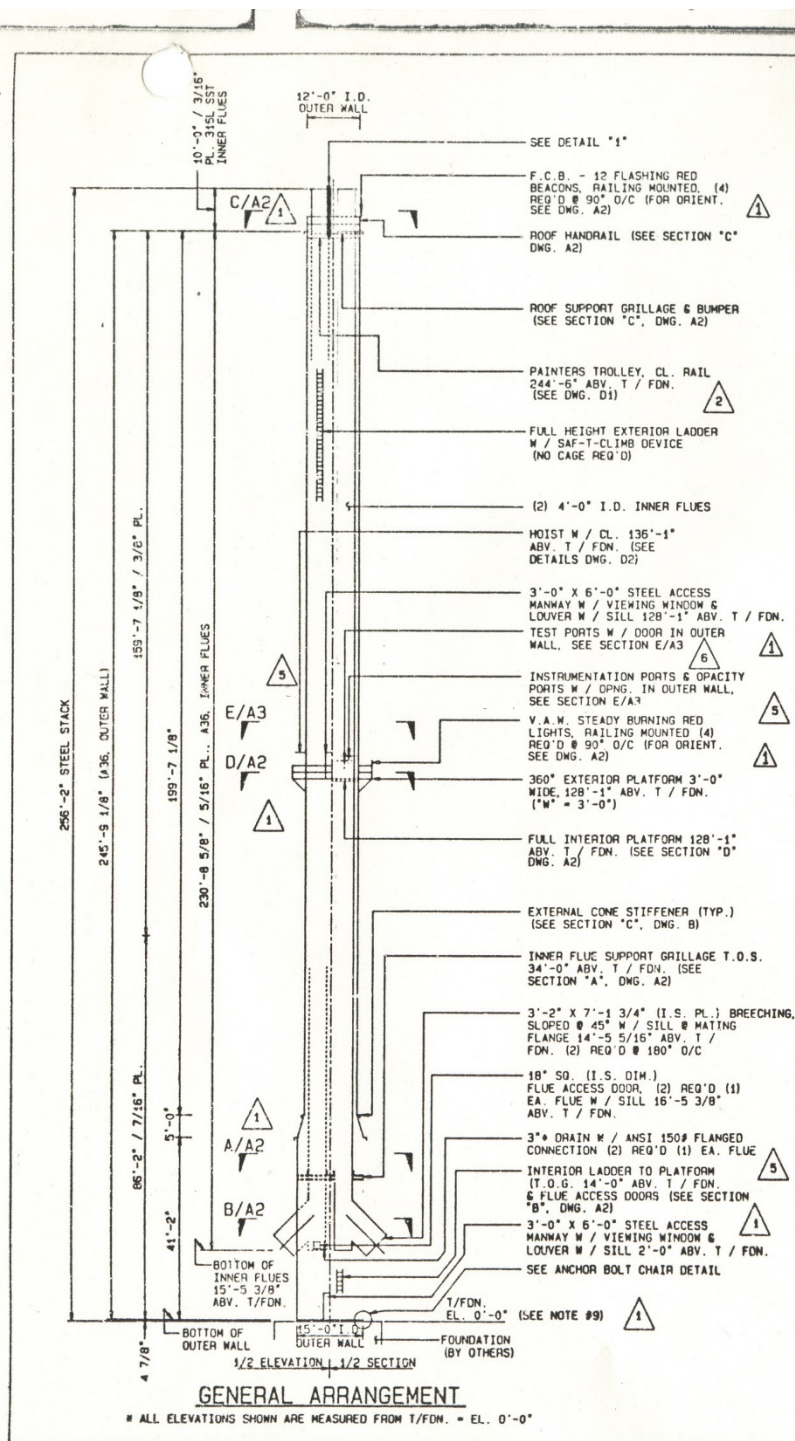 10'-0" / 3/16"
PL. 315L SST
INNER FLUES
12'-0" I.D.
OUTER WALL
SEE DETAIL "1"
F.C.B. - 12 FLASHING RED
BEACONS, RAILING MOUNTED, (4)
REQ'D @ 90° O/C (FOR ORIENT.
SEE DWG. A2)
1
C/A2
1
ROOF HANDRAIL (SEE SECTION "C"
DWG. A2)
ROOF SUPPORT GRILLAGE & BUMPER
(SEE SECTION "C", DWG. A2)
PAINTERS TROLLEY, CL. RAIL
244'-6" ABV. T / FDN.
(SEE DWG. D1)
2
FULL HEIGHT EXTERIOR LADDER
W / SAF-T-CLIMB DEVICE
(NO CAGE REQ'D)
(2) 4'-0" I.D. INNER FLUES
HOIST W / CL. 136'-1"
ABV. T / FDN. (SEE
DETAILS DWG. D2)
3'-0" X 6'-0" STEEL ACCESS
MANWAY W / VIEWING WINDOW &
LOUVER W / SILL 128'-1" ABV. T / FDN.
TEST PORTS W / DOOR IN OUTER
WALL, SEE SECTION E/A3
6
1
INSTRUMENTATION PORTS & OPACITY
PORTS W / OPNG. IN OUTER WALL,
SEE SECTION E/A3
5
5
E/A3
V.A.W. STEADY BURNING RED
LIGHTS, RAILING MOUNTED (4)
REQ'D @ 90° O/C (FOR ORIENT.
SEE DWG. A2)
1
D/A2
1
360° EXTERIOR PLATFORM 3'-0"
WIDE, 128'-1" ABV. T / FDN.
("W" = 3'-0")
FULL INTERIOR PLATFORM 128'-1"
ABV. T / FDN. (SEE SECTION "D"
DWG. A2)
256'-2" STEEL STACK
245'-9 1/8" (A36, OUTER WALL)
159'-7 1/8" / 3/8" PL.
199'-7 1/8"
230'-8 5/8" / 5/16" PL., A36, INNER FLUES
EXTERNAL CONE STIFFENER (TYP.)
(SEE SECTION "C", DWG. B)
INNER FLUE SUPPORT GRILLAGE T.O.S.
34'-0" ABV. T / FDN. (SEE
SECTION "A", DWG. A2)
3'-2" X 7'-1 3/4" (I.S. PL.) BREECHING,
SLOPED @ 45° W / SILL @ MATING
FLANGE 14'-5 5/16" ABV. T /
FDN. (2) REQ'D @ 180° O/C
18" SQ. (I.S. DIM.)
FLUE ACCESS DOOR, (2) REQ'D (1)
EA. FLUE W / SILL 16'-5 3/8"
ABV. T / FDN.
86'-2" / 7/16" PL.
5'-0"
1
A/A2
41'-2"
B/A2
3"ø DRAIN W / ANSI 150# FLANGED
CONNECTION (2) REQ'D (1) EA. FLUE
5
INTERIOR LADDER TO PLATFORM
(T.O.G. 14'-0" ABV. T / FDN.
& FLUE ACCESS DOORS (SEE SECTION
"B", DWG. A2)
1
3'-0" X 6'-0" STEEL ACCESS
MANWAY W / VIEWING WINDOW &
LOUVER W / SILL 2'-0" ABV. T / FDN.
SEE ANCHOR BOLT CHAIR DETAIL
BOTTOM OF
INNER FLUES
15'-5 3/8"
ABV. T/FDN.
T/FDN.
EL. 0'-0" (SEE NOTE #9)
1
BOTTOM OF
OUTER WALL
4 7/8"
15'-0" I.D.
OUTER WALL
FOUNDATION
(BY OTHERS)
1/2 ELEVATION 1/2 SECTION
GENERAL ARRANGEMENT
* ALL ELEVATIONS SHOWN ARE MEASURED FROM T/FDN. = EL. 0'-0"